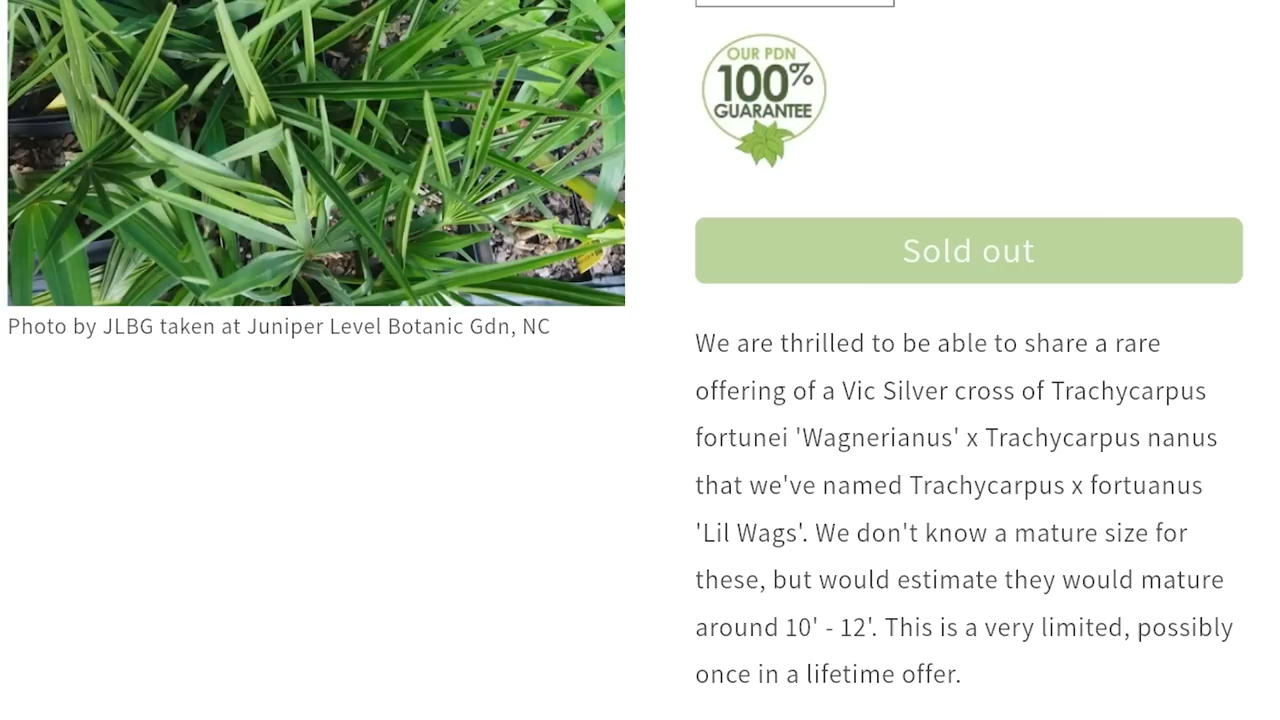 OUR PDN
100%
GUARANTEE
Sold out
Photo by JLBG taken at Juniper Level Botanic Gdn, NC
We are thrilled to be able to share a rare
offering of a Vic Silver cross of Trachycarpus
fortunei 'Wagnerianus' x Trachycarpus nanus
that we've named Trachycarpus x fortuanus
'Lil Wags'. We don't know a mature size for
these, but would estimate they would mature
around 10' - 12'. This is a very limited, possibly
once in a lifetime offer.